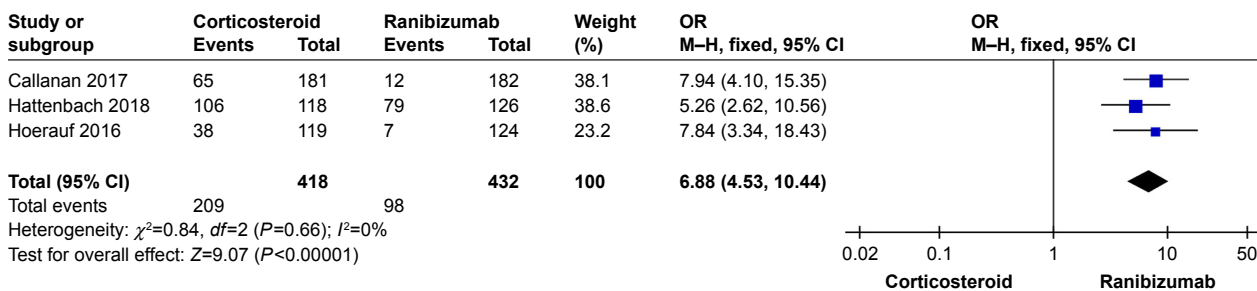 Study or subgroup Corticosteroid Ranibizumab Weight (%) OR M–H, fixed, 95% CI OR M–H, fixed, 95% CI
Events Total Events Total
Callanan 2017 65 181 12 182 38.1 7.94 (4.10, 15.35)
Hattenbach 2018 106 118 79 126 38.6 5.26 (2.62, 10.56)
Hoerauf 2016 38 119 7 124 23.2 7.84 (3.34, 18.43)
Total (95% CI) 418 432 100 6.88 (4.53, 10.44)
Total events 209 98
Heterogeneity: χ²=0.84, df=2 (P=0.66); I²=0%
Test for overall effect: Z=9.07 (P<0.00001)
0.02 0.1 1 10 50
Corticosteroid Ranibizumab